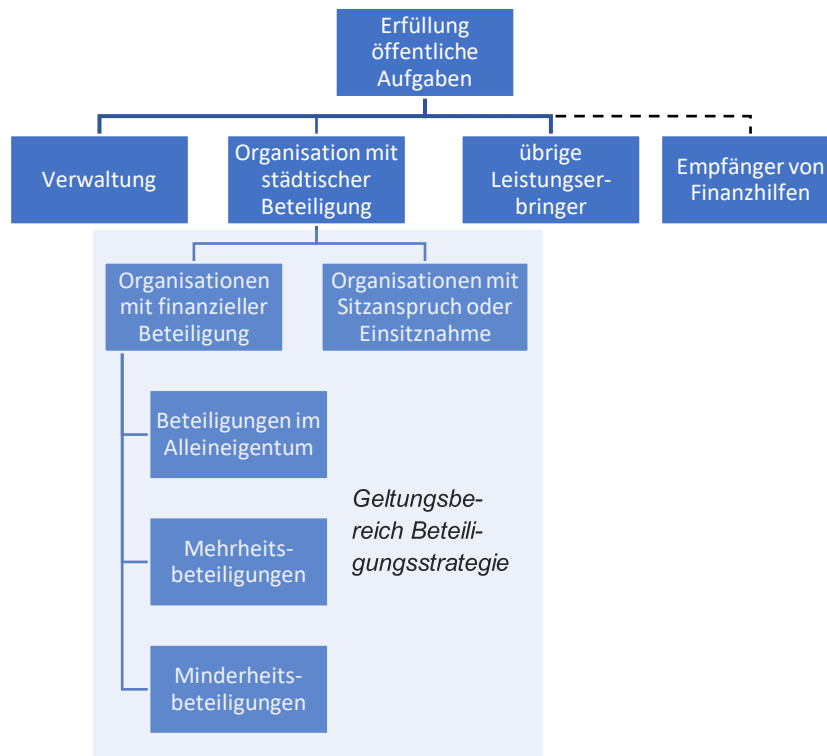 Erfüllung
öffentliche
Aufgaben
Verwaltung
Organisation mit
städtischer
Beteiligung
übrige
Leistungser-
bringer
Empfänger von
Finanzhilfen
Organisationen
mit finanzieller
Beteiligung
Organisationen mit
Sitzanspruch oder
Einsitznahme
Beteiligungen im
Alleineigentum
Geltungsbe-
reich Beteili-
gungsstrategie
Mehrheits-
beteiligungen
Minderheits-
beteiligungen